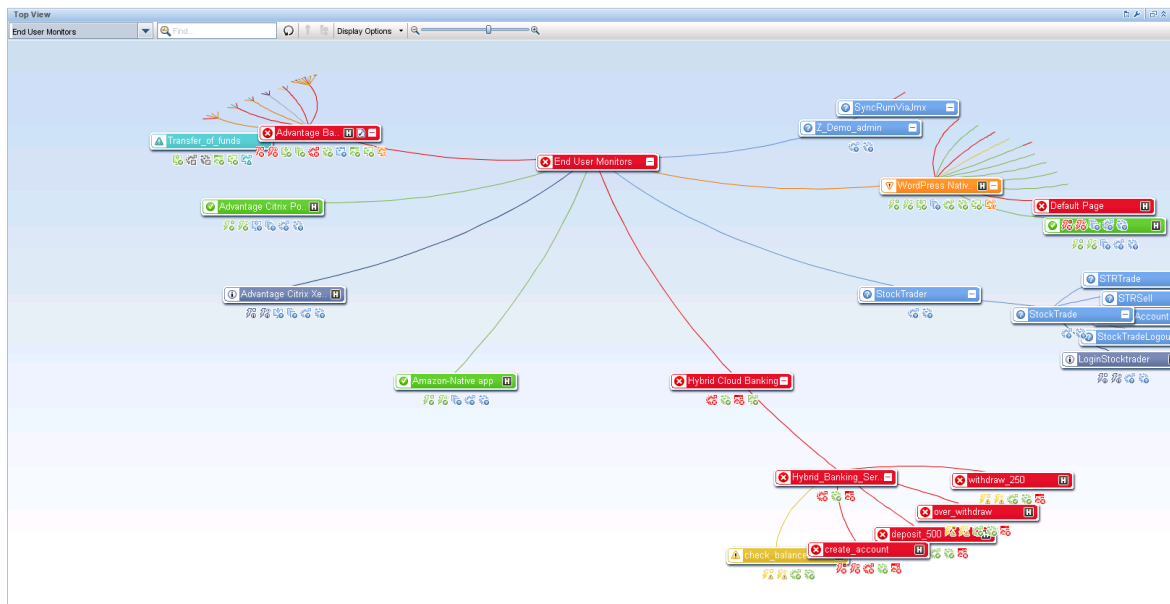 Top View
End User Monitors
Find...
Display Options
SyncRumViaJmx
Z_Demo_admin
Advantage Ba...
Transfer_of_funds
End User Monitors
WordPress Nativ...
Advantage Citrix Po...
Default Page
STRTrade
Advantage Citrix Xe...
StockTrader
STRSell
StockTrade
Account
StockTradeLogou
LoginStocktrader
Amazon-Native app
Hybrid Cloud Banking
Hybrid_Banking_Ser...
withdraw_250
over_withdraw
deposit_500
create_account
check_balance